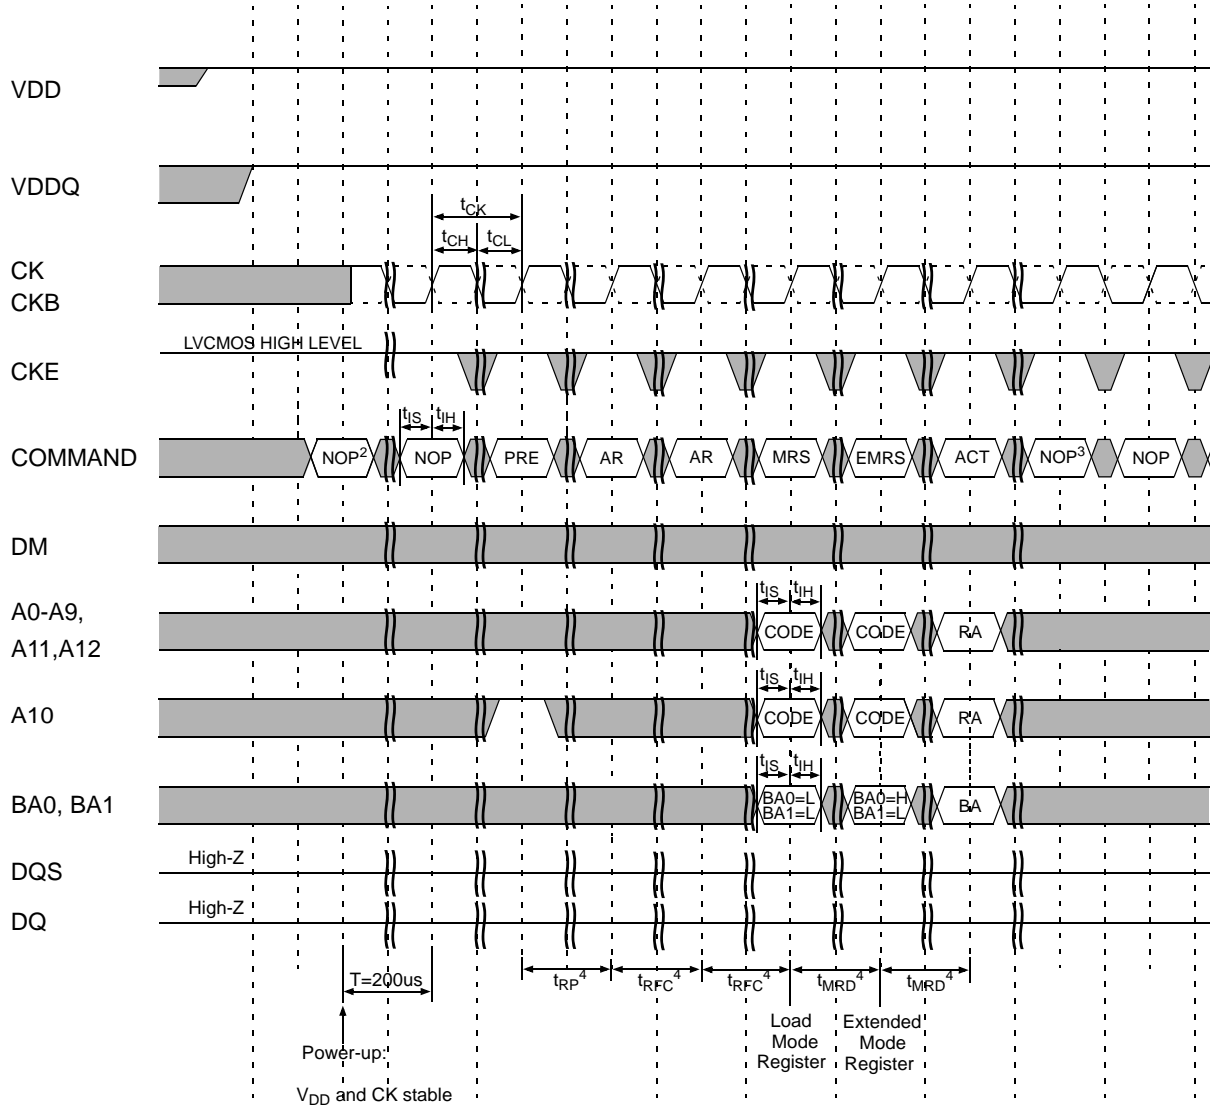 VDD
VDDQ
tCK
tCH tCL
CK
CKB
LVCMOS HIGH LEVEL
CKE
tIS tIH
COMMAND NOP2 NOP PRE AR AR MRS EMRS ACT NOP3 NOP
DM
A0-A9,
A11,A12
tIS tIH
CODE CODE RA
tIS tIH
A10 CODE CODE RA
tIS tIH
BA0, BA1
BA0=L BA0=H BA
BA1=L BA1=L
High-Z
DQS
High-Z
DQ
T=200us tRP4 tRFC4 tRFC4 tMRD4 tMRD4
Load
Mode
Register
Extended
Mode
Register
Power-up:
VDD and CK stable